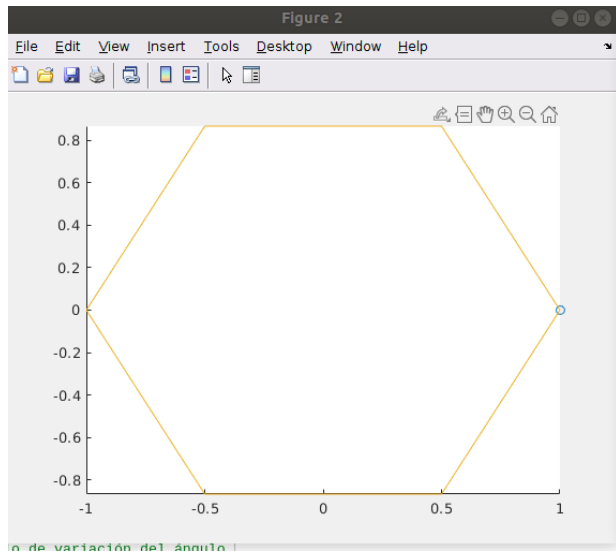 Figure 2
File Edit View Insert Tools Desktop Window Help
0.8
0.6
0.4
0.2
0
-0.2
-0.4
-0.6
-0.8
-1 -0.5 0 0.5 1
o de variación del ángulo